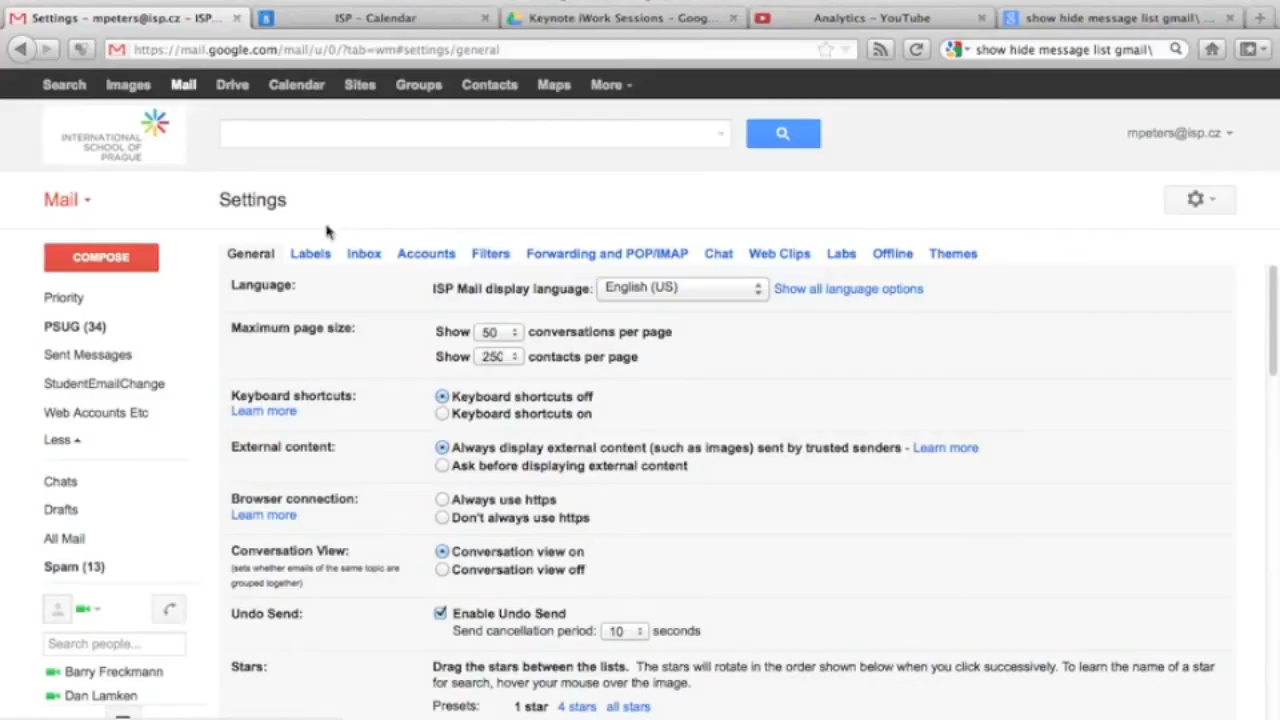 Settings – mpeters@isp.cz – ISP...
ISP – Calendar
Keynote iWork Sessions – Goog...
Analytics – YouTube
show hide message list gmail\ ...
https://mail.google.com/mail/u/0/?tab=wm#settings/general
show hide message list gmail\
Search Images Mail Drive Calendar Sites Groups Contacts Maps More
INTERNATIONAL
SCHOOL OF
PRAGUE
mpeters@isp.cz
Mail
Settings
COMPOSE
General Labels Inbox Accounts Filters Forwarding and POP/IMAP Chat Web Clips Labs Offline Themes
Priority
PSUG (34)
Sent Messages
StudentEmailChange
Web Accounts Etc
Less
Chats
Drafts
All Mail
Spam (13)
Search people...
Barry Freckmann
Dan Lamken
Language: ISP Mail display language: English (US) Show all language options
Maximum page size: Show 50 conversations per page
Show 250 contacts per page
Keyboard shortcuts: Keyboard shortcuts off
Learn more Keyboard shortcuts on
External content: Always display external content (such as images) sent by trusted senders - Learn more
Ask before displaying external content
Browser connection: Always use https
Learn more Don't always use https
Conversation View: Conversation view on
(sets whether emails of the same topic are Conversation view off
grouped together)
Undo Send: Enable Undo Send
Send cancellation period: 10 seconds
Stars: Drag the stars between the lists. The stars will rotate in the order shown below when you click successively. To learn the name of a star
for search, hover your mouse over the image.
Presets: 1 star 4 stars all stars